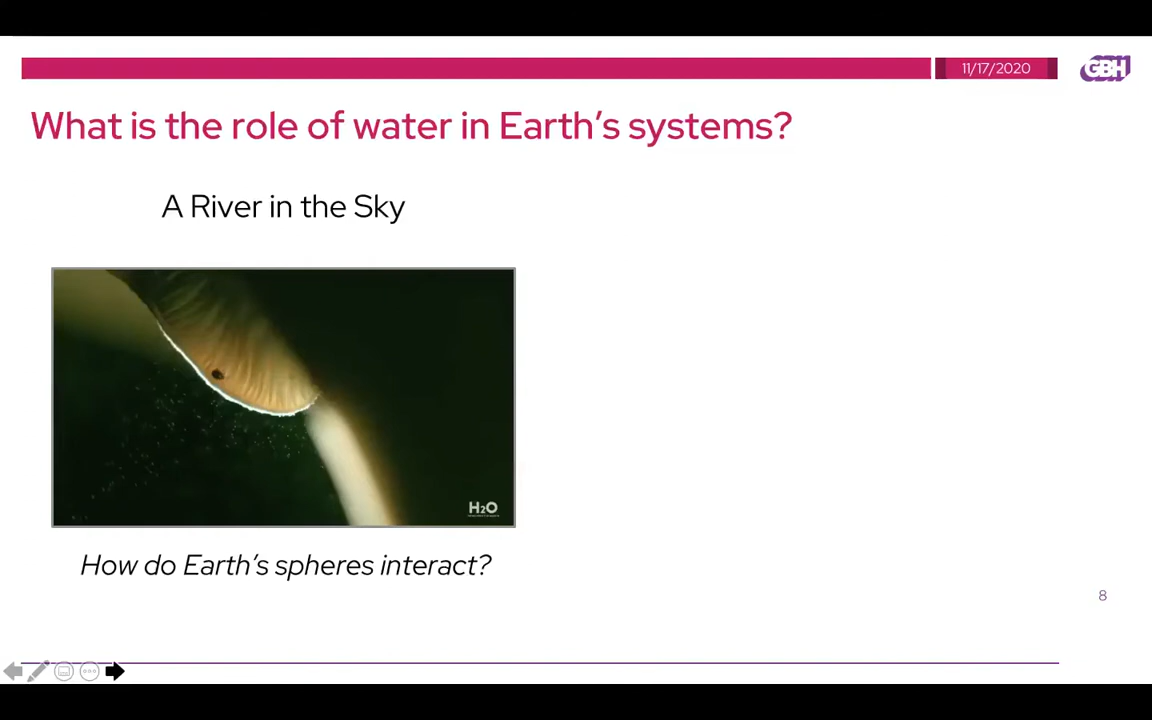 11/17/2020
GBH
What is the role of water in Earth's systems?
A River in the Sky
H2O
How do Earth's spheres interact?
8